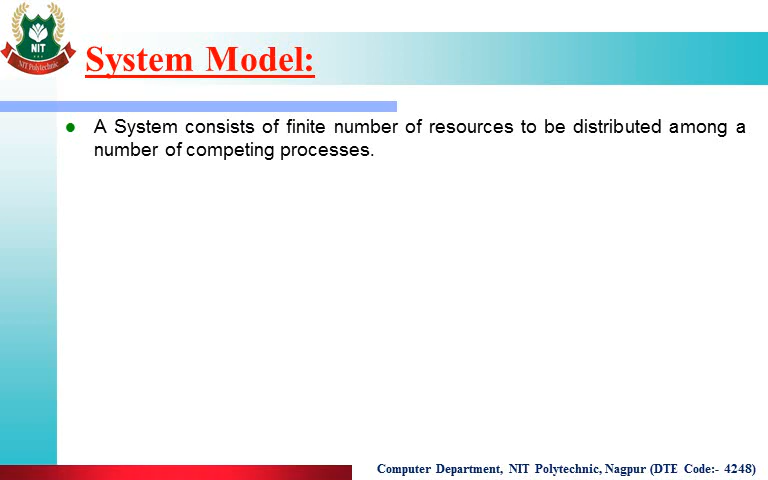 NIT
NIT Polytechnic
System Model:
A System consists of finite number of resources to be distributed among a
number of competing processes.
Computer Department, NIT Polytechnic, Nagpur (DTE Code:- 4248)